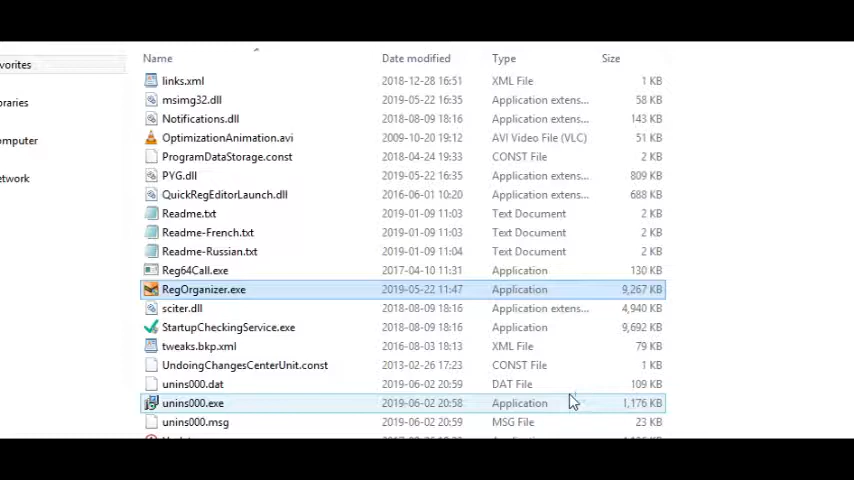 vorites
braries
omputer
etwork
Name Date modified Type Size
links.xml 2018-12-28 16:51 XML File 1 KB
msimg32.dll 2019-05-22 16:35 Application extens... 58 KB
Notifications.dll 2018-08-09 18:16 Application extens... 143 KB
OptimizationAnimation.avi 2009-10-20 19:12 AVI Video File (VLC) 51 KB
ProgramDataStorage.const 2018-04-24 19:33 CONST File 2 KB
PYG.dll 2019-05-22 16:35 Application extens... 809 KB
QuickRegEditorLaunch.dll 2016-06-01 10:20 Application extens... 688 KB
Readme.txt 2019-01-09 11:03 Text Document 2 KB
Readme-French.txt 2019-01-09 11:03 Text Document 2 KB
Readme-Russian.txt 2019-01-09 11:04 Text Document 2 KB
Reg64Call.exe 2017-04-10 11:31 Application 130 KB
RegOrganizer.exe 2019-05-22 11:47 Application 9,267 KB
sciter.dll 2018-08-09 18:16 Application extens... 4,940 KB
StartupCheckingService.exe 2018-08-09 18:16 Application 9,692 KB
tweaks.bkp.xml 2016-08-03 18:14 XML File 79 KB
UndoingChangesCenterUnit.const 2013-02-26 17:23 CONST File 1 KB
unins000.dat 2019-06-02 20:59 DAT File 109 KB
unins000.exe 2019-06-02 20:58 Application 1,176 KB
unins000.msg 2019-06-02 20:59 MSG File 23 KB